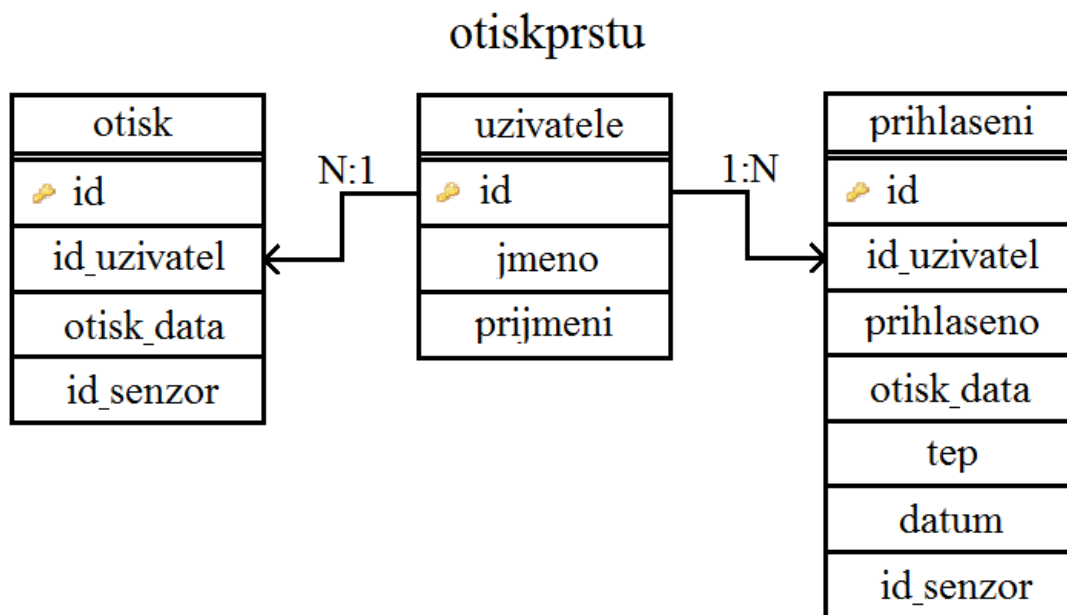 otiskprstu
otisk
id
id_uzivatel
otisk_data
id_senzor
N:1
uzivatele
id
jmeno
prijmeni
1:N
prihlaseni
id
id_uzivatel
prihlaseno
otisk_data
tep
datum
id_senzor